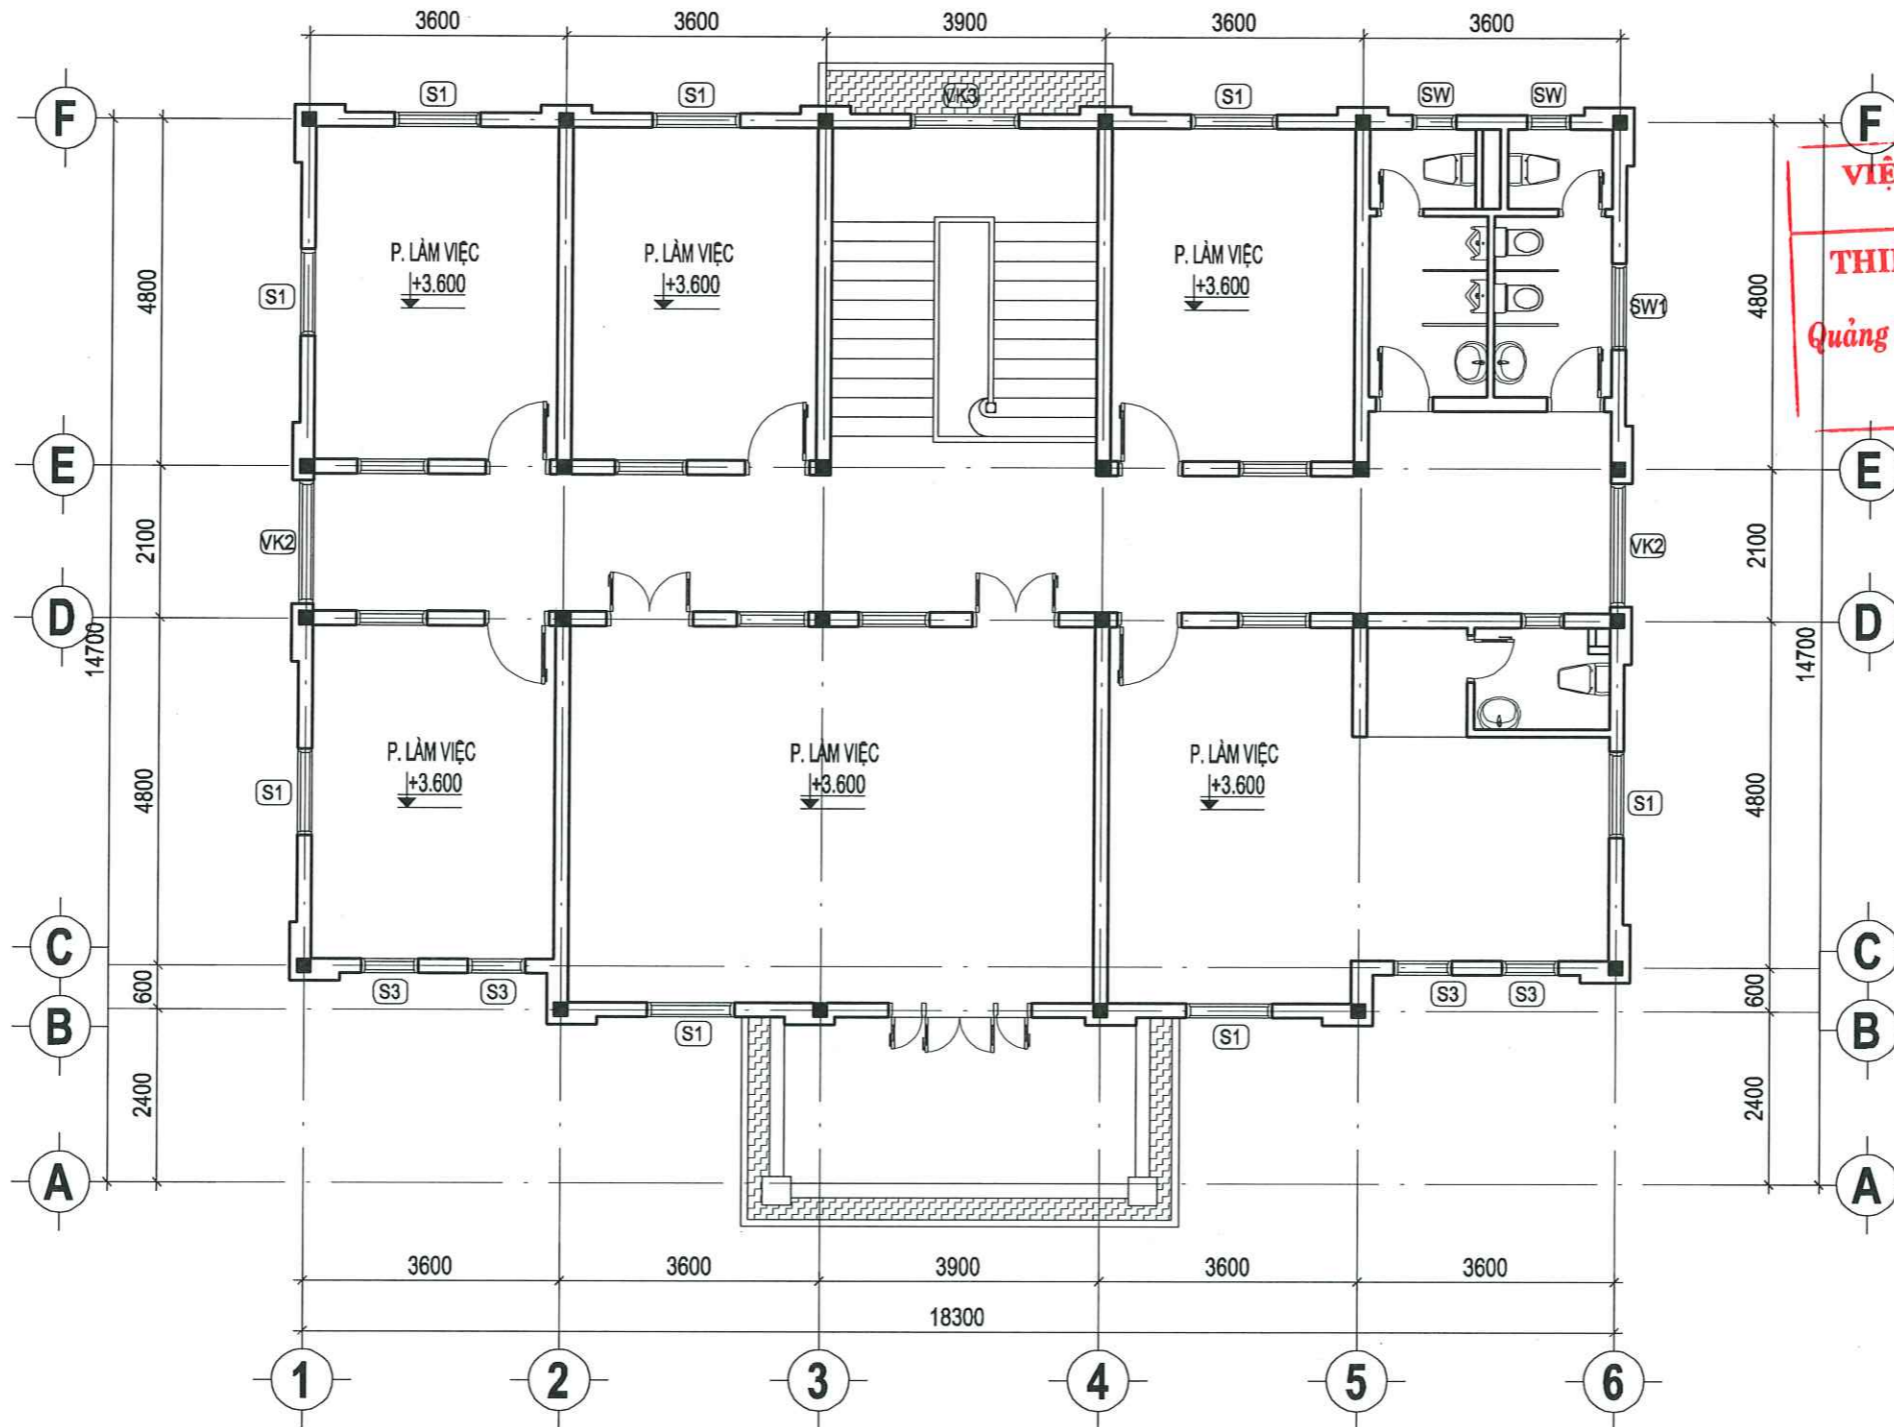 3600 3600 3900 3600 3600
S1 S1 VK3 S1 SW SW
F F
VIỆ
THI
Quảng
P. LÀM VIỆC P. LÀM VIỆC P. LÀM VIỆC
+3.600 +3.600 +3.600
4800 S1 SW1 4800
E E
2100 VK2 VK2 2100
D D
14700 14700
P. LÀM VIỆC P. LÀM VIỆC P. LÀM VIỆC
+3.600 +3.600 +3.600
4800 S1 S1 4800
C C
600 S3 S3 S3 S3 600
B S1 S1 B
2400 2400
A A
3600 3600 3900 3600 3600
18300
1 2 3 4 5 6